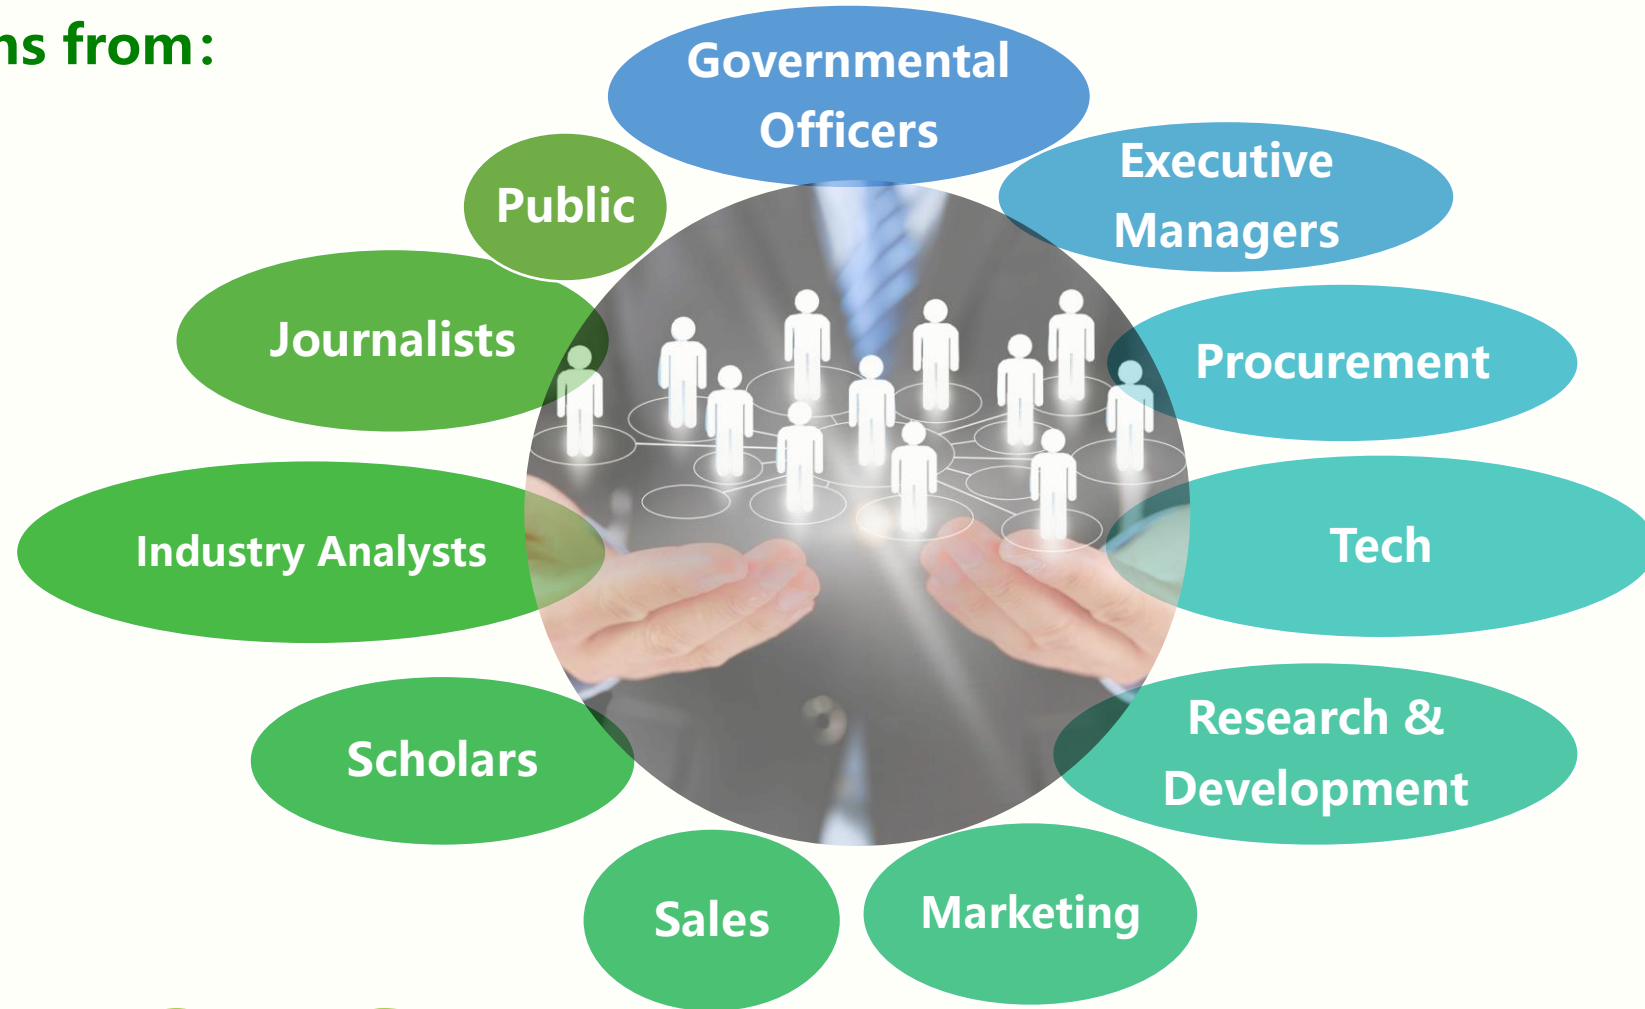 ns from：
Governmental
Officers
Executive
Managers
Public
Journalists
Procurement
Industry Analysts
Tech
Scholars
Research &
Development
Sales
Marketing